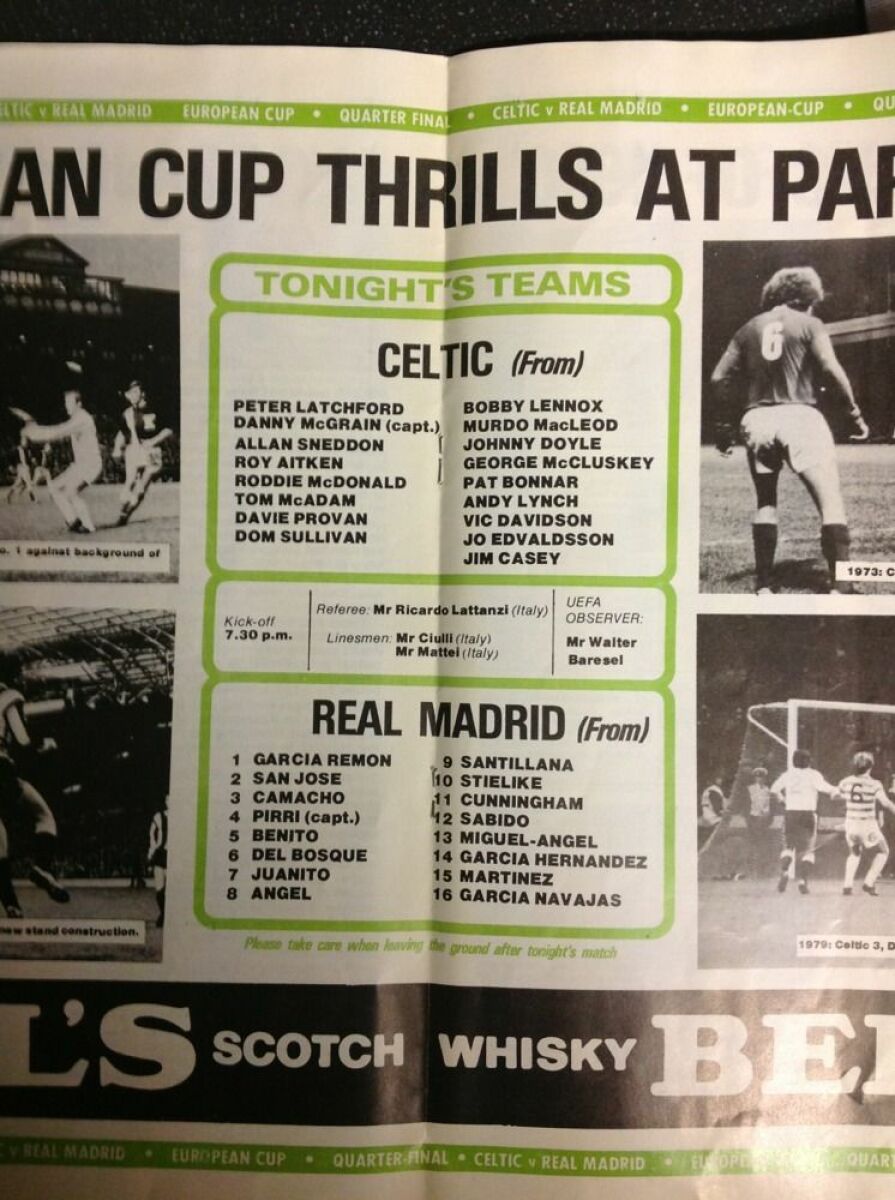 CELTIC v REAL MADRID EUROPEAN CUP • QUARTER FINAL • CELTIC v REAL MADRID • EUROPEAN-CUP • QU
AN CUP THRILLS AT PAR
TONIGHT'S TEAMS
CELTIC (From)
PETER LATCHFORD
DANNY McGRAIN (capt.)
ALLAN SNEDDON
ROY AITKEN
RODDIE McDONALD
TOM McADAM
DAVIE PROVAN
DOM SULLIVAN
BOBBY LENNOX
MURDO MacLEOD
JOHNNY DOYLE
GEORGE McCLUSKEY
PAT BONNAR
ANDY LYNCH
VIC DAVIDSON
JO EDVALDSSON
JIM CASEY
6
o. 1 against background of
1973: C
Kick-off
7.30 p.m.
Referee: Mr Ricardo Lattanzi (Italy)
Linesmen: Mr Ciulli (Italy)
Mr Mattei (Italy)
UEFA
OBSERVER:
Mr Walter
Baresel
REAL MADRID (From)
1 GARCIA REMON
2 SAN JOSE
3 CAMACHO
4 PIRRI (capt.)
5 BENITO
6 DEL BOSQUE
7 JUANITO
8 ANGEL
9 SANTILLANA
10 STIELIKE
11 CUNNINGHAM
12 SABIDO
13 MIGUEL-ANGEL
14 GARCIA HERNANDEZ
15 MARTINEZ
16 GARCIA NAVAJAS
6
new stand construction.
1979: Celtic 3, D
Please take care when leaving the ground after tonight's match
L'S SCOTCH WHISKY BEL
C v REAL MADRID • EUROPEAN CUP • QUARTER-FINAL • CELTIC v REAL MADRID • EUROPE QUART